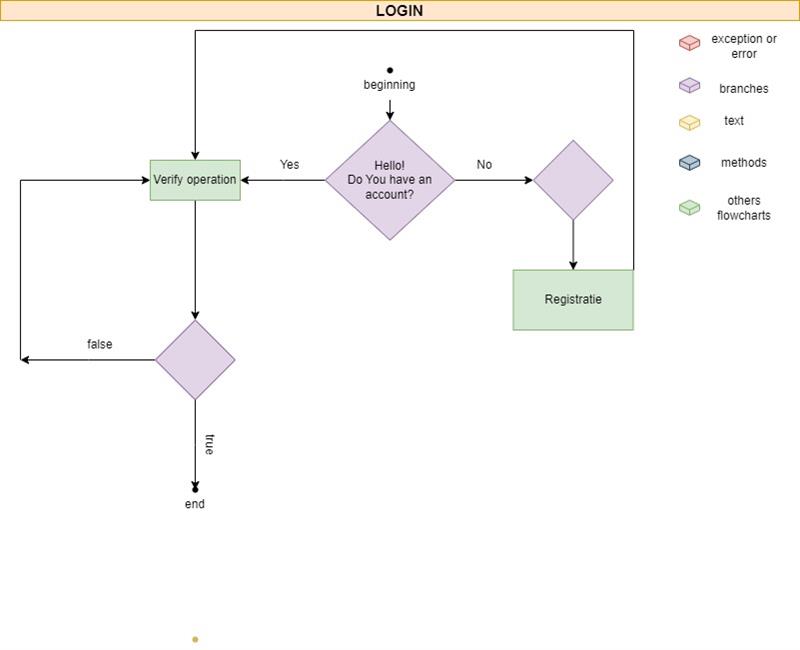 LOGIN
exception or
error
beginning
branches
text
Hello!
Do You have an
account?
Yes
No
Verify operation
methods
others
flowcharts
Registratie
false
true
end